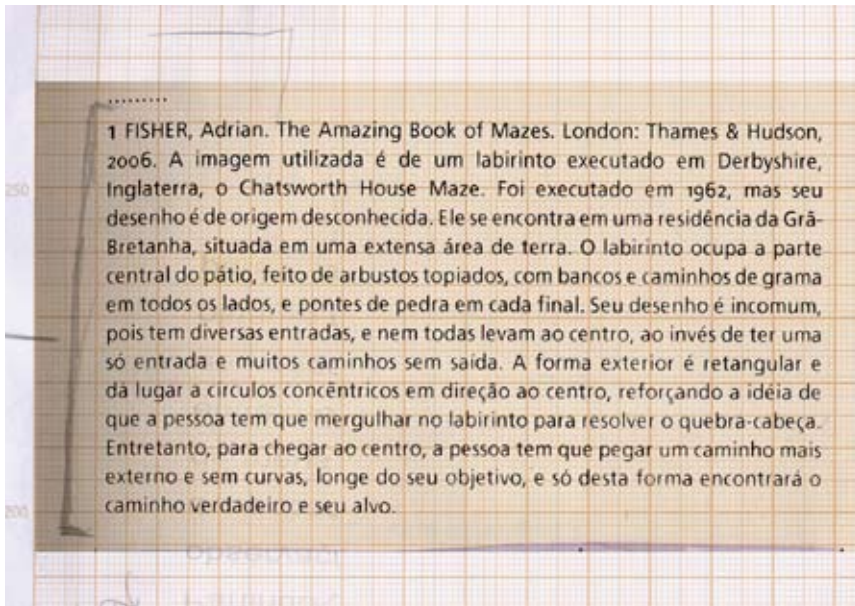 .........
1 FISHER, Adrian. The Amazing Book of Mazes. London: Thames & Hudson,
2006. A imagem utilizada é de um labirinto executado em Derbyshire,
Inglaterra, o Chatsworth House Maze. Foi executado em 1962, mas seu
desenho é de origem desconhecida. Ele se encontra em uma residência da Grã-
Bretanha, situada em uma extensa área de terra. O labirinto ocupa a parte
central do pátio, feito de arbustos topiados, com bancos e caminhos de grama
em todos os lados, e pontes de pedra em cada final. Seu desenho é incomum,
pois tem diversas entradas, e nem todas levam ao centro, ao invés de ter uma
só entrada e muitos caminhos sem saída. A forma exterior é retangular e
dá lugar a círculos concêntricos em direção ao centro, reforçando a idéia de
que a pessoa tem que mergulhar no labirinto para resolver o quebra-cabeça.
Entretanto, para chegar ao centro, a pessoa tem que pegar um caminho mais
externo e sem curvas, longe do seu objetivo, e só desta forma encontrará o
caminho verdadeiro e seu alvo.
250
200